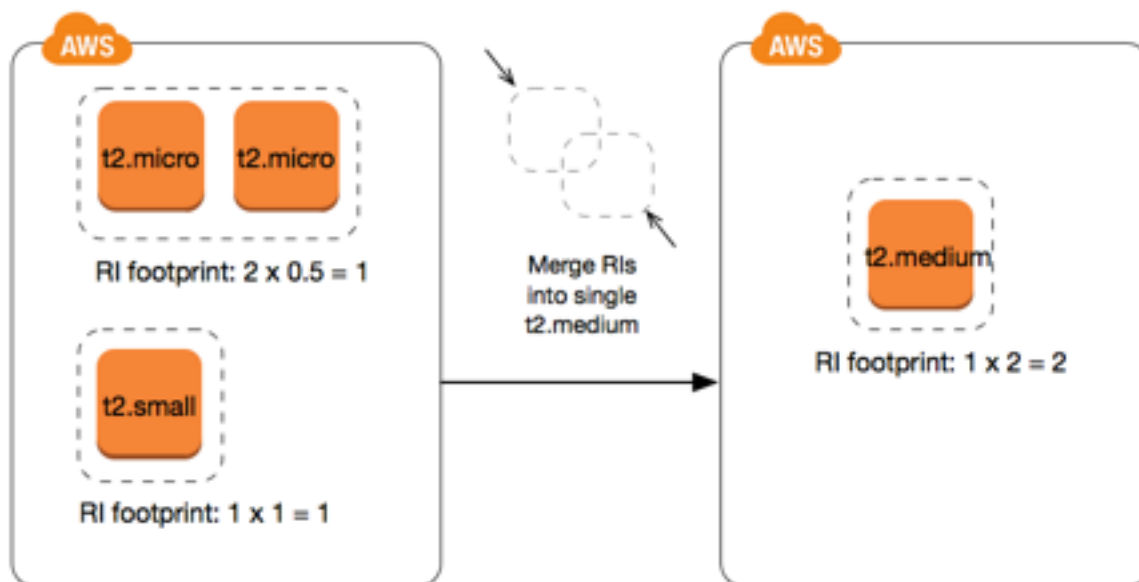 AWS
t2.micro
t2.micro
RI footprint: 2 x 0.5 = 1
t2.small
RI footprint: 1 x 1 = 1
Merge RIs
into single
t2.medium
AWS
t2.medium
RI footprint: 1 x 2 = 2